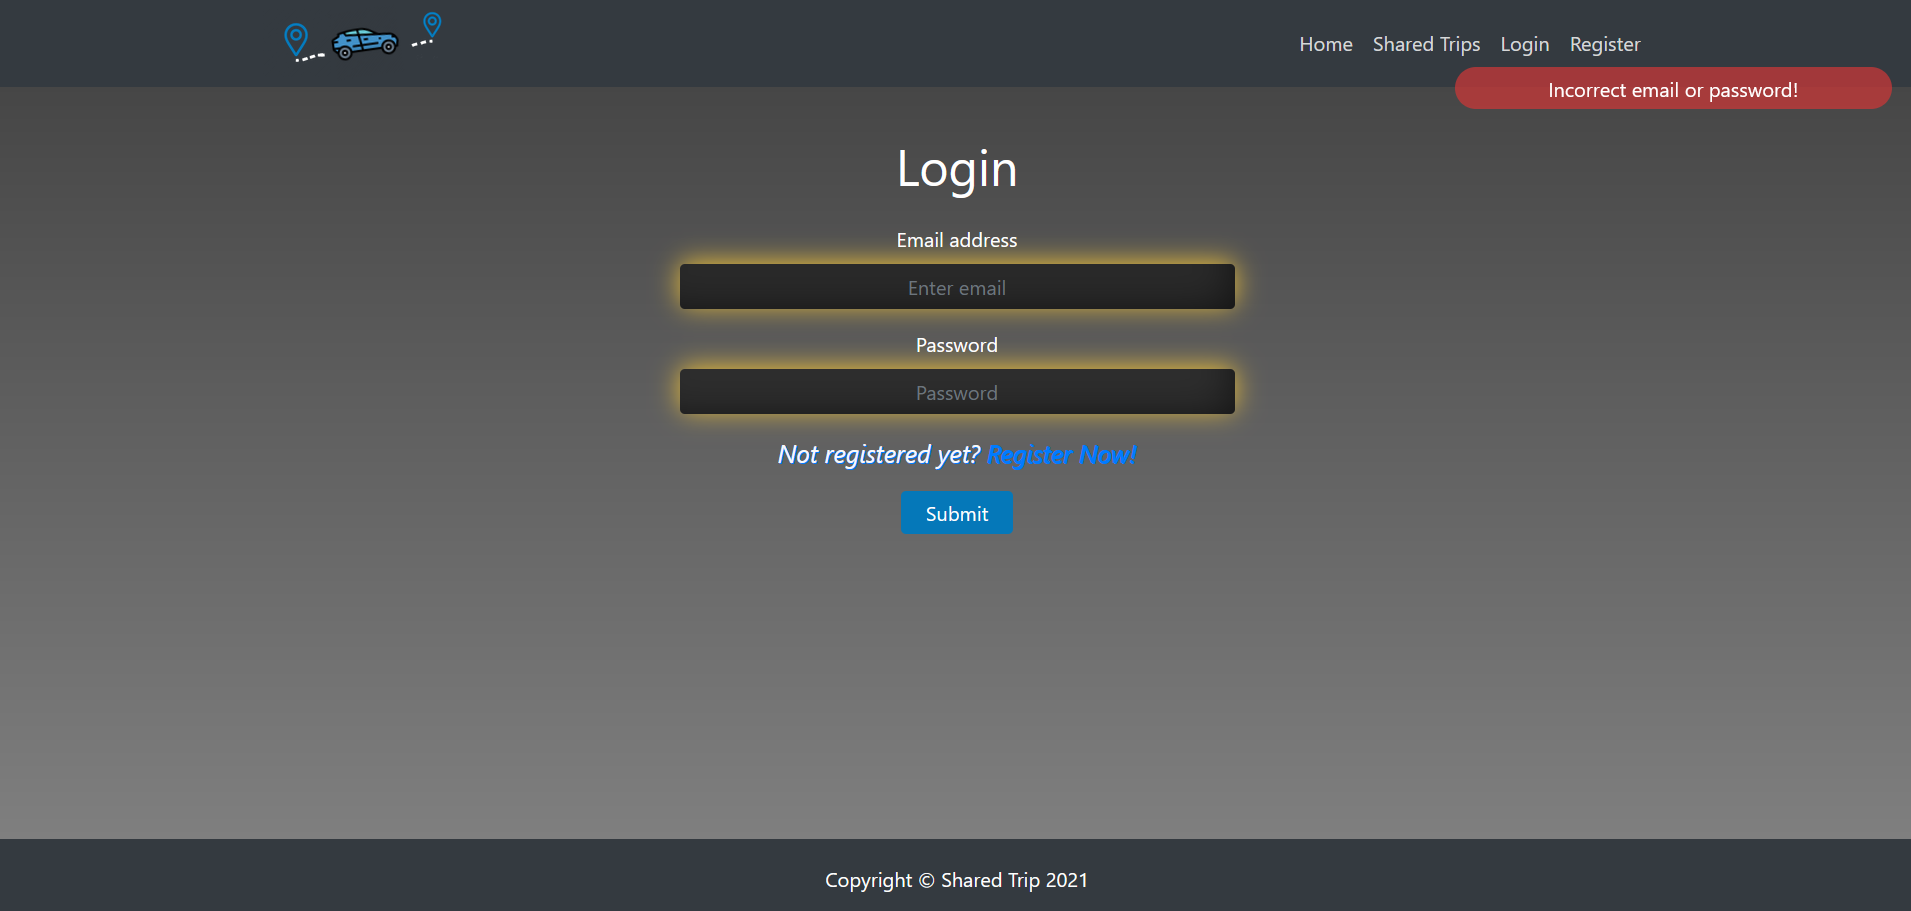 Home Shared Trips Login Register
Incorrect email or password!
Login
Email address
Enter email
Password
Password
Not registered yet? Register Now!
Submit
Copyright © Shared Trip 2021